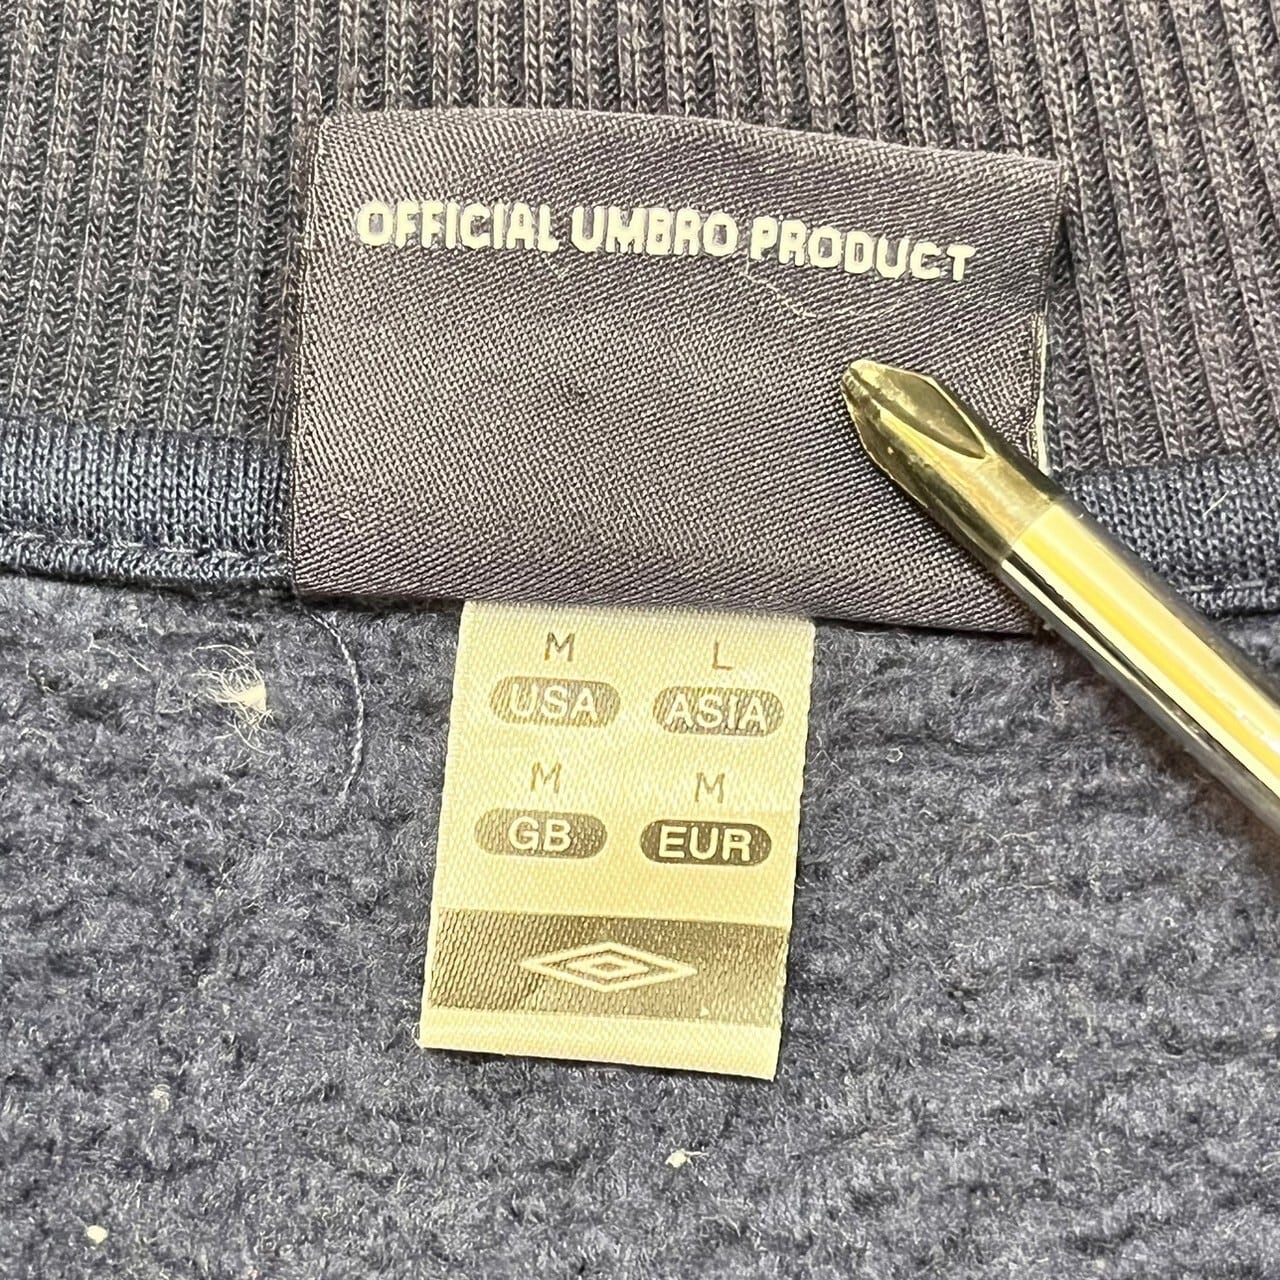 OFFICIAL UMBRO PRODUCT
M L
USA ASIA
M M
GB EUR